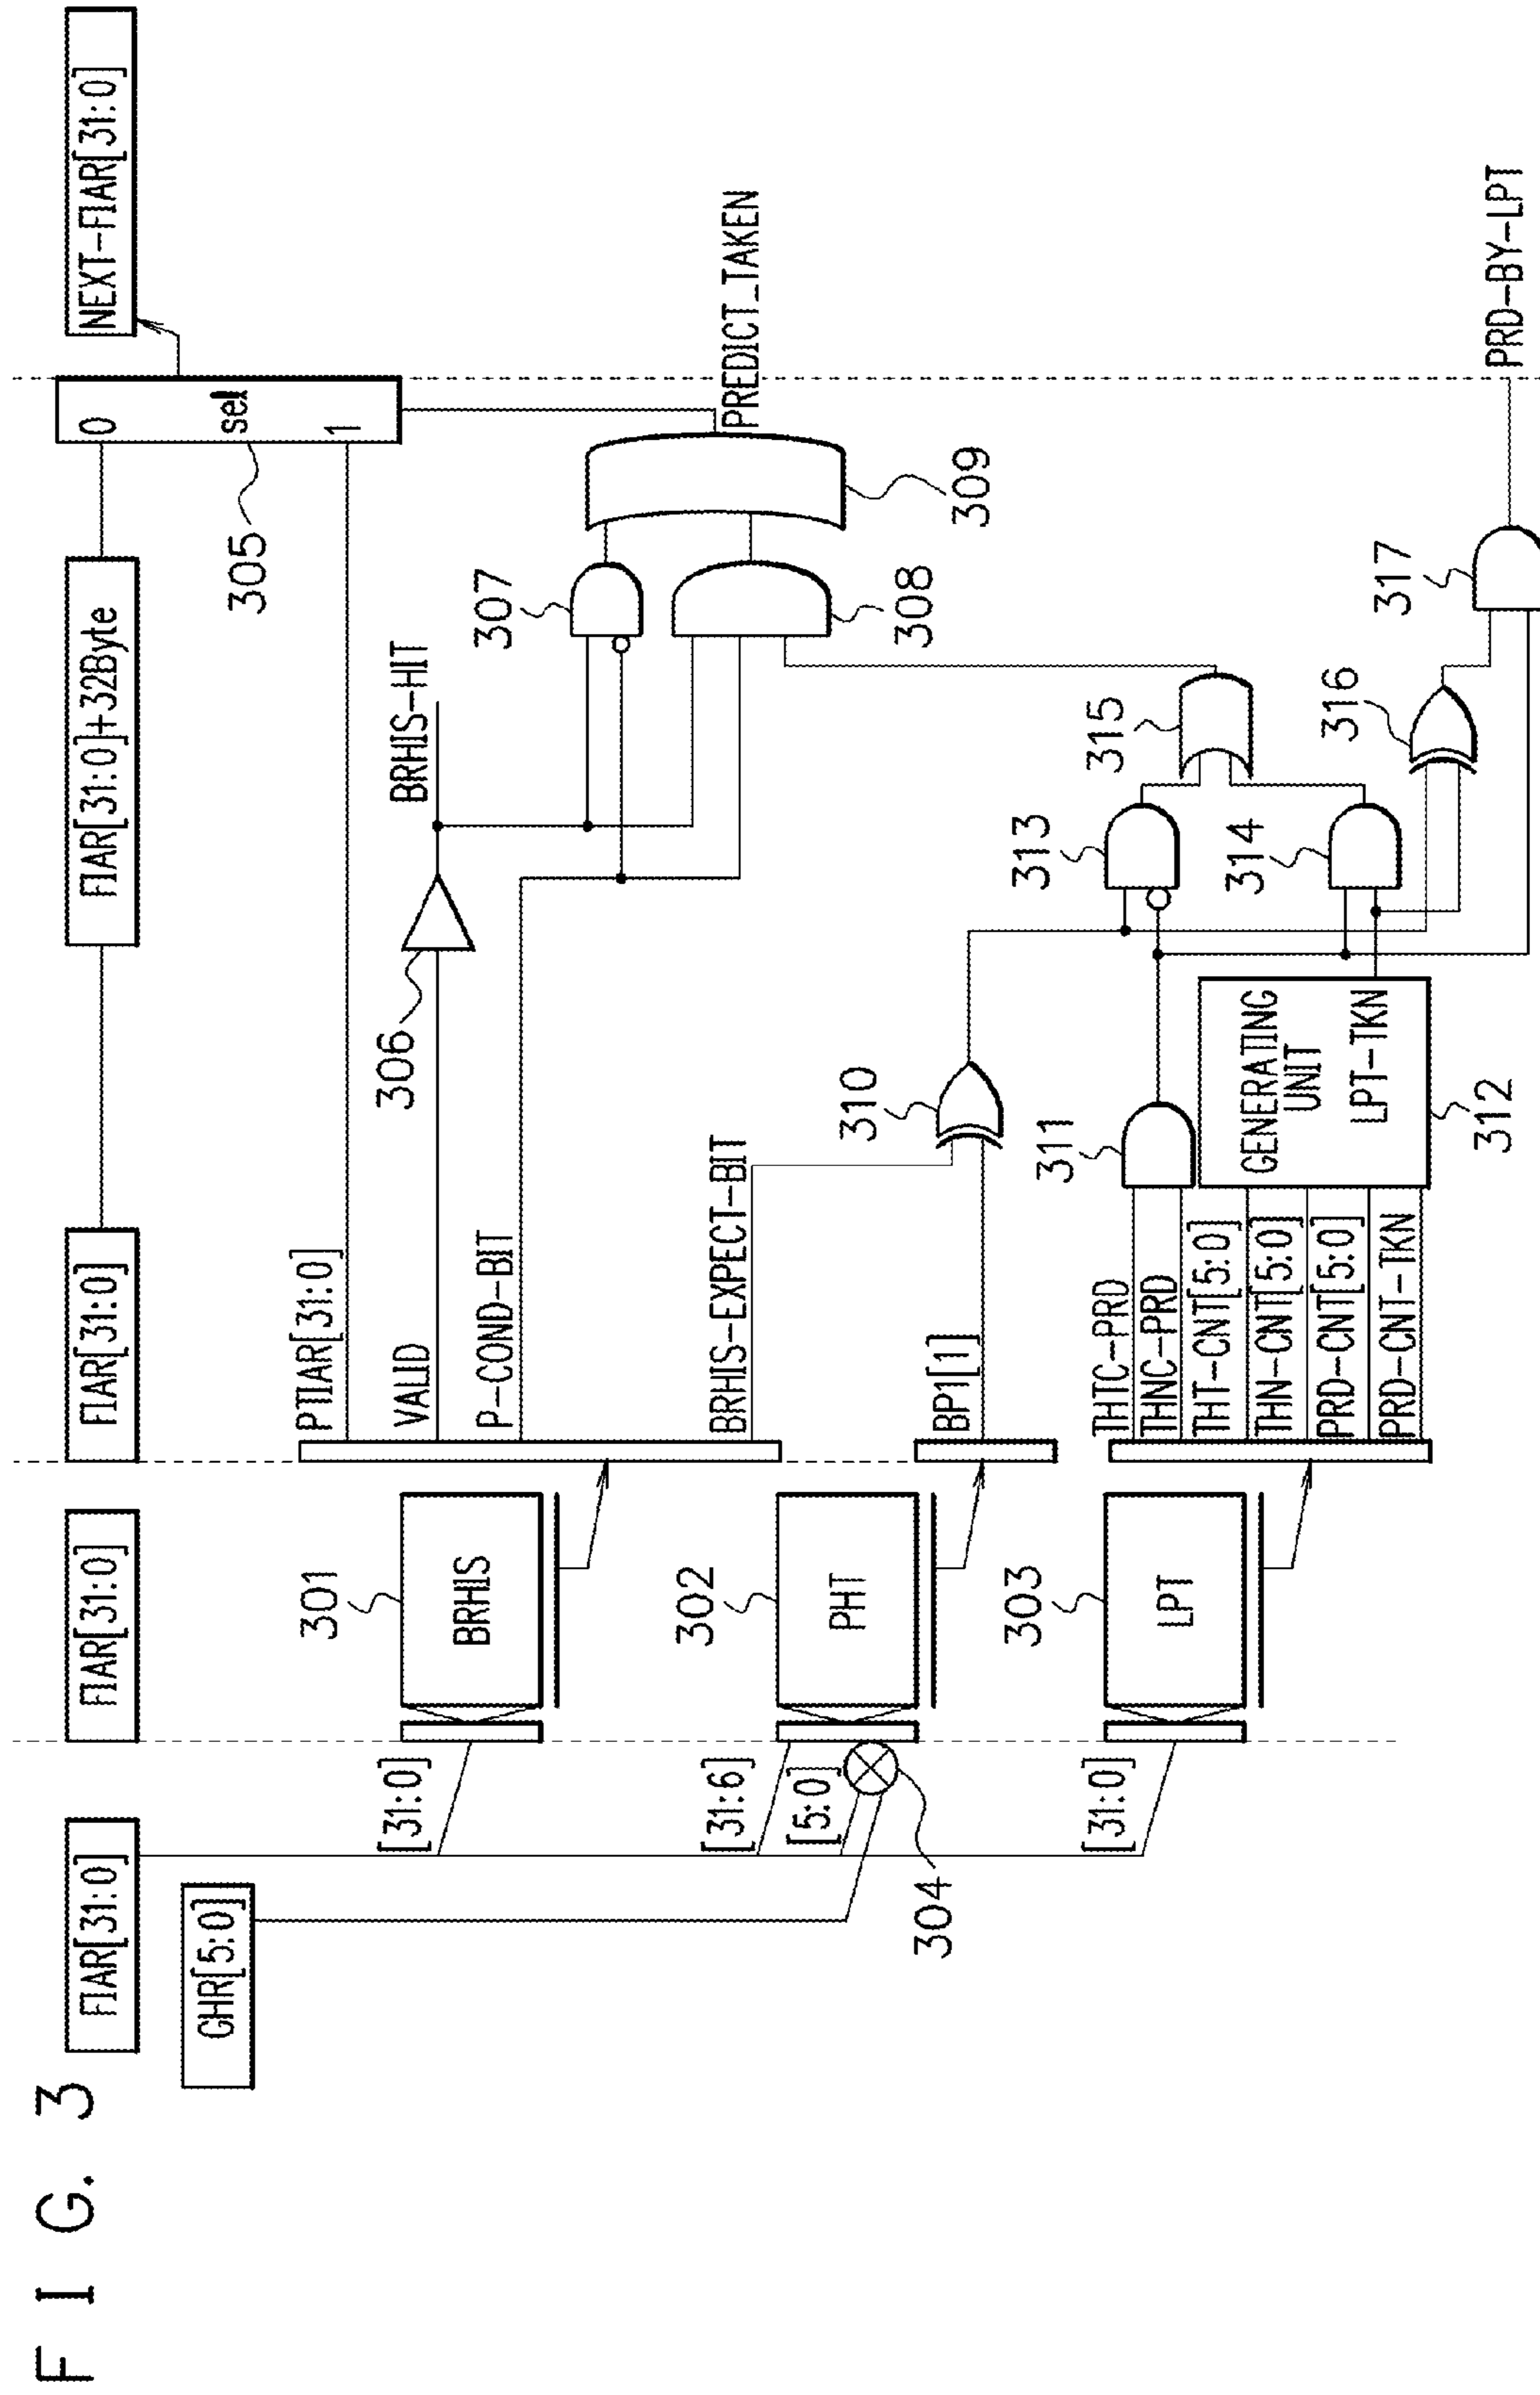 FIG. 3
FIAR[31:0]
FIAR[31:0]
FIAR[31:0]
FIAR[31:0]+32Byte
NEXT-FIAR[31:0]
GHR[5:0]
0
sel
1
305
[31:0]
301
BRHIS
PTIAR[31:0]
VALID
306
BRHIS-HIT
P-COND-BIT
307
308
309
PREDICT_TAKEN
BRHIS-EXPECT-BIT
[31:6]
[5:0]
304
302
PHT
BP1[1]
310
[31:0]
303
LPT
THTC-PRD
THNC-PRD
THT-CNT[5:0]
THN-CNT[5:0]
PRD-CNT[5:0]
PRD-CNT-TKN
311
GENERATING
UNIT
LPT-TKN
312
313
314
315
316
317
PRD-BY-LPT